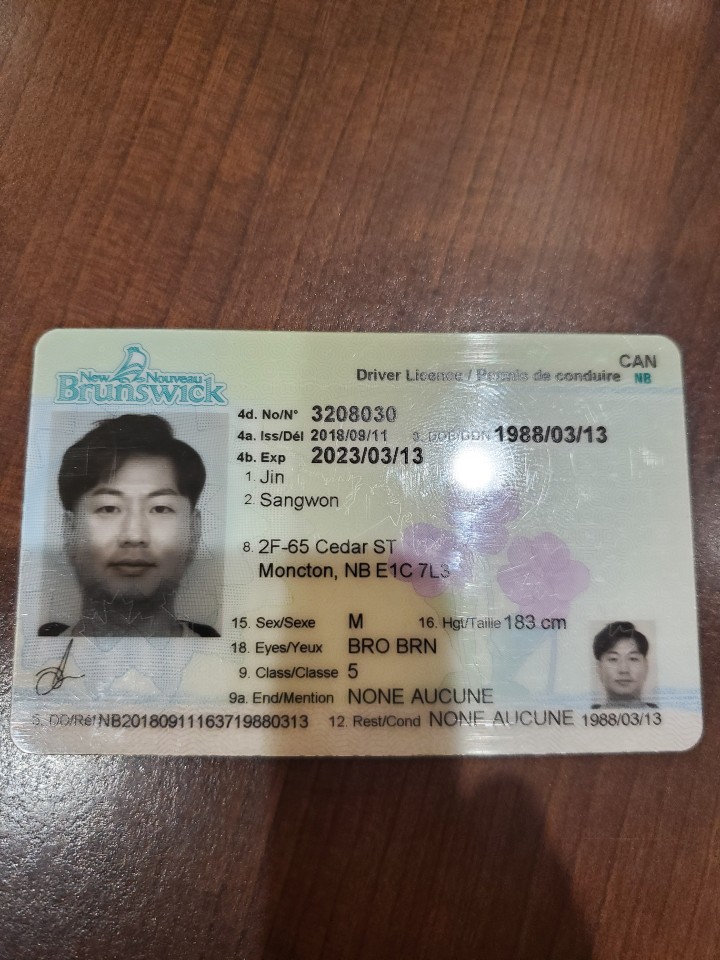 New Nouveau
Brunswick
Driver Licence / Permis de conduire
CAN
NB
4d. No/N° 3208030
4a. Iss/Dél 2018/09/11 3. DOB/DDN 1988/03/13
4b. Exp 2023/03/13
1. Jin
2. Sangwon
8. 2F-65 Cedar ST
Moncton, NB E1C 7L3
15. Sex/Sexe M 16. Hgt/Taille 183 cm
18. Eyes/Yeux BRO BRN
9. Class/Classe 5
9a. End/Mention NONE AUCUNE
5. DD/Réf NB20180911163719880313 12. Rest/Cond NONE AUCUNE 1988/03/13